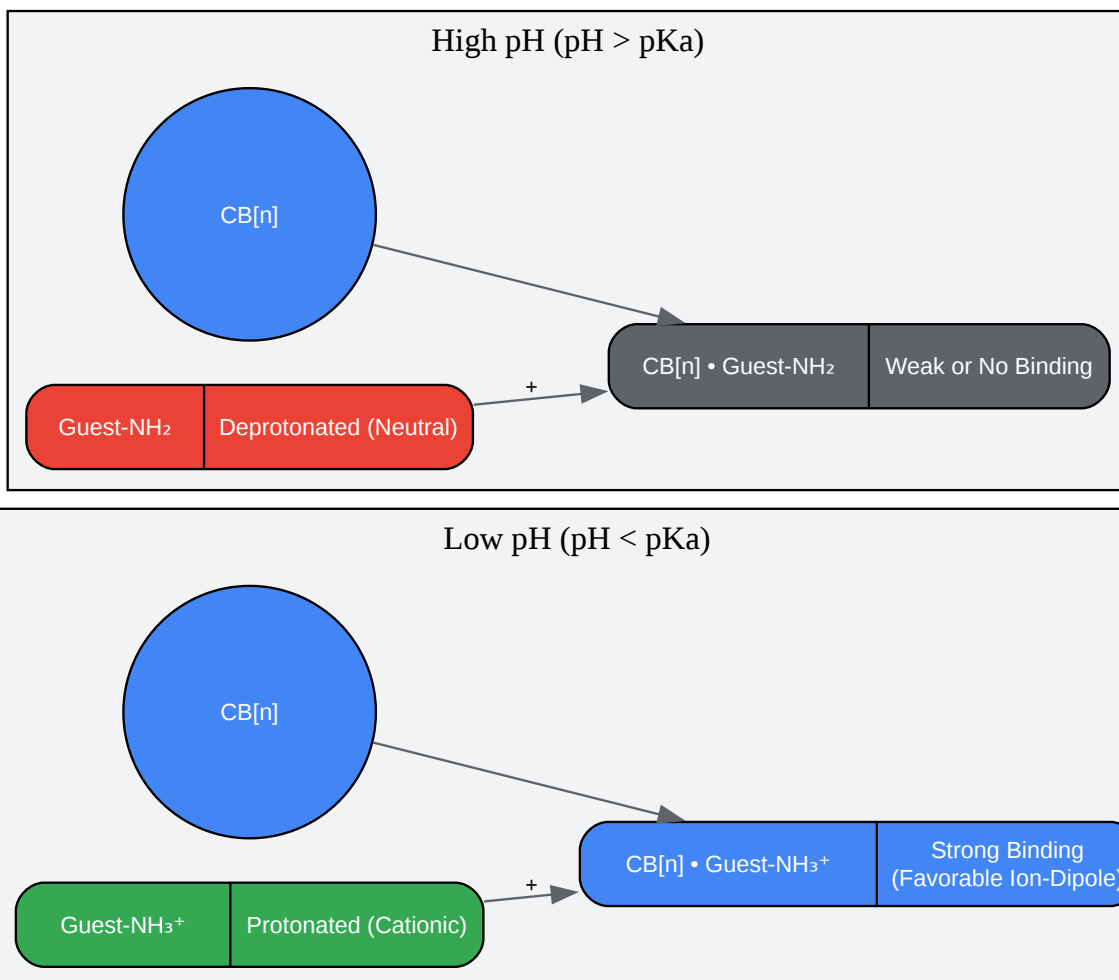 High pH (pH > pKa)
CB[n]
CB[n] • Guest-NH₂
Weak or No Binding
+
Guest-NH₂
Deprotonated (Neutral)
Low pH (pH < pKa)
CB[n]
CB[n] • Guest-NH₃⁺
Strong Binding
(Favorable Ion-Dipole)
+
Guest-NH₃⁺
Protonated (Cationic)